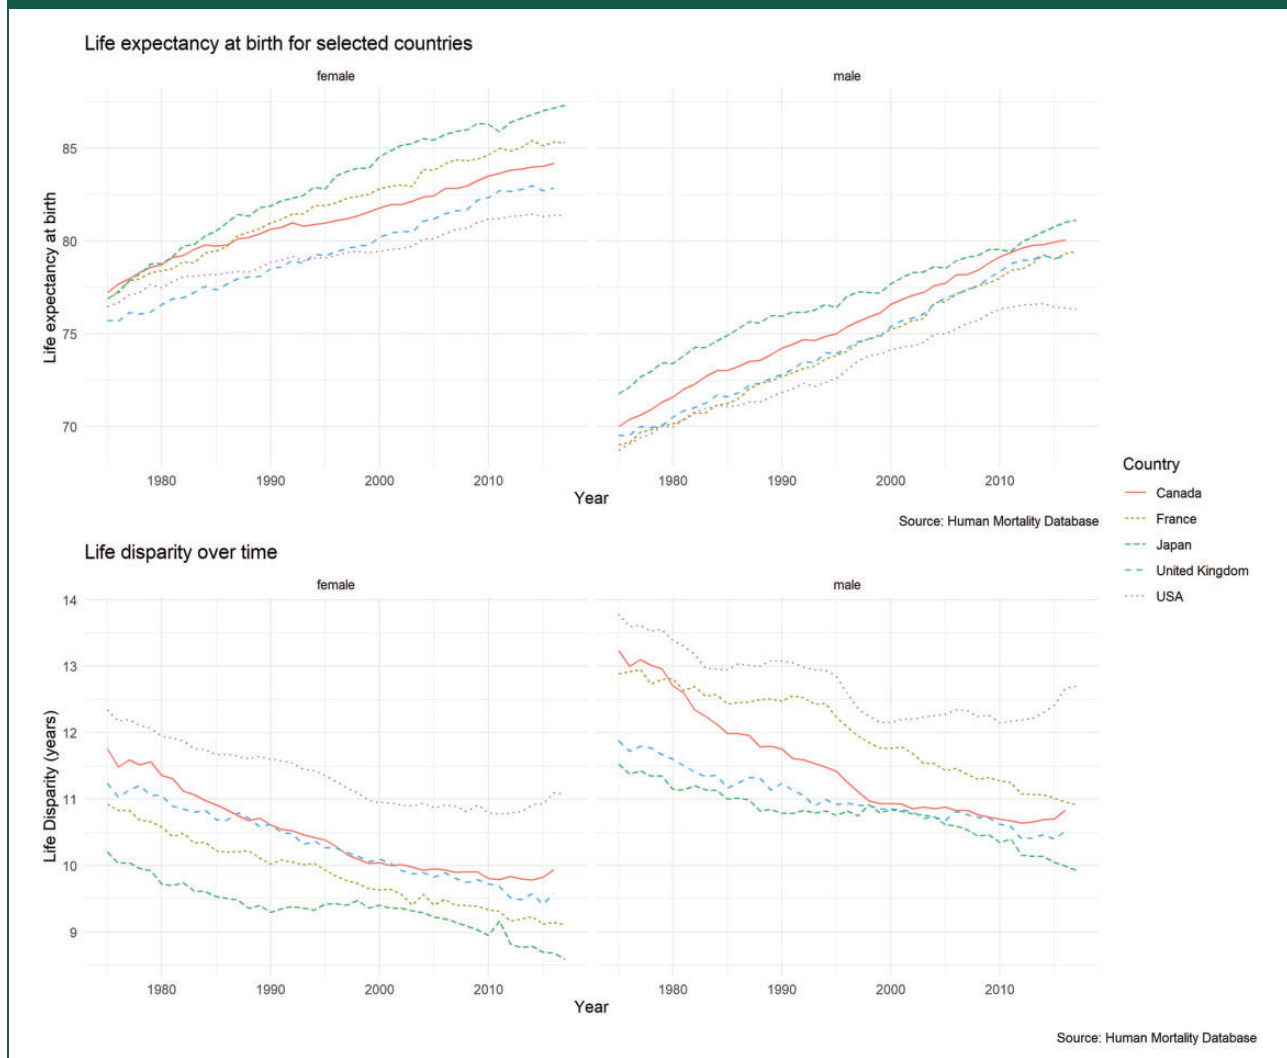 Life expectancy at birth for selected countries
female
male
Life expectancy at birth
85
80
75
70
1980
1990
2000
2010
1980
1990
2000
2010
Year
Source: Human Mortality Database
Country
Canada
France
Japan
United Kingdom
USA
Life disparity over time
female
male
Life Disparity (years)
14
13
12
11
10
9
1980
1990
2000
2010
1980
1990
2000
2010
Year
Source: Human Mortality Database